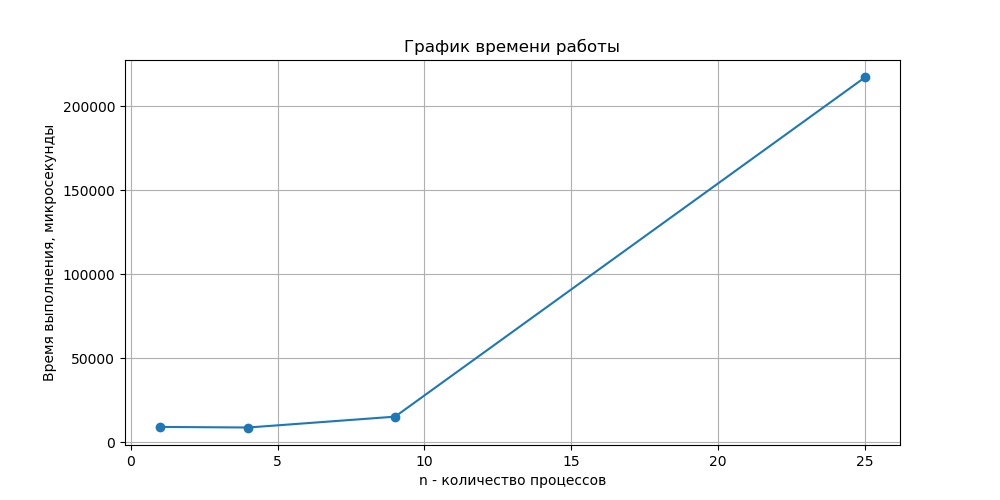 График времени работы
Время выполнения, микросекунды
200000
150000
100000
50000
0
0 5 10 15 20 25
n - количество процессов